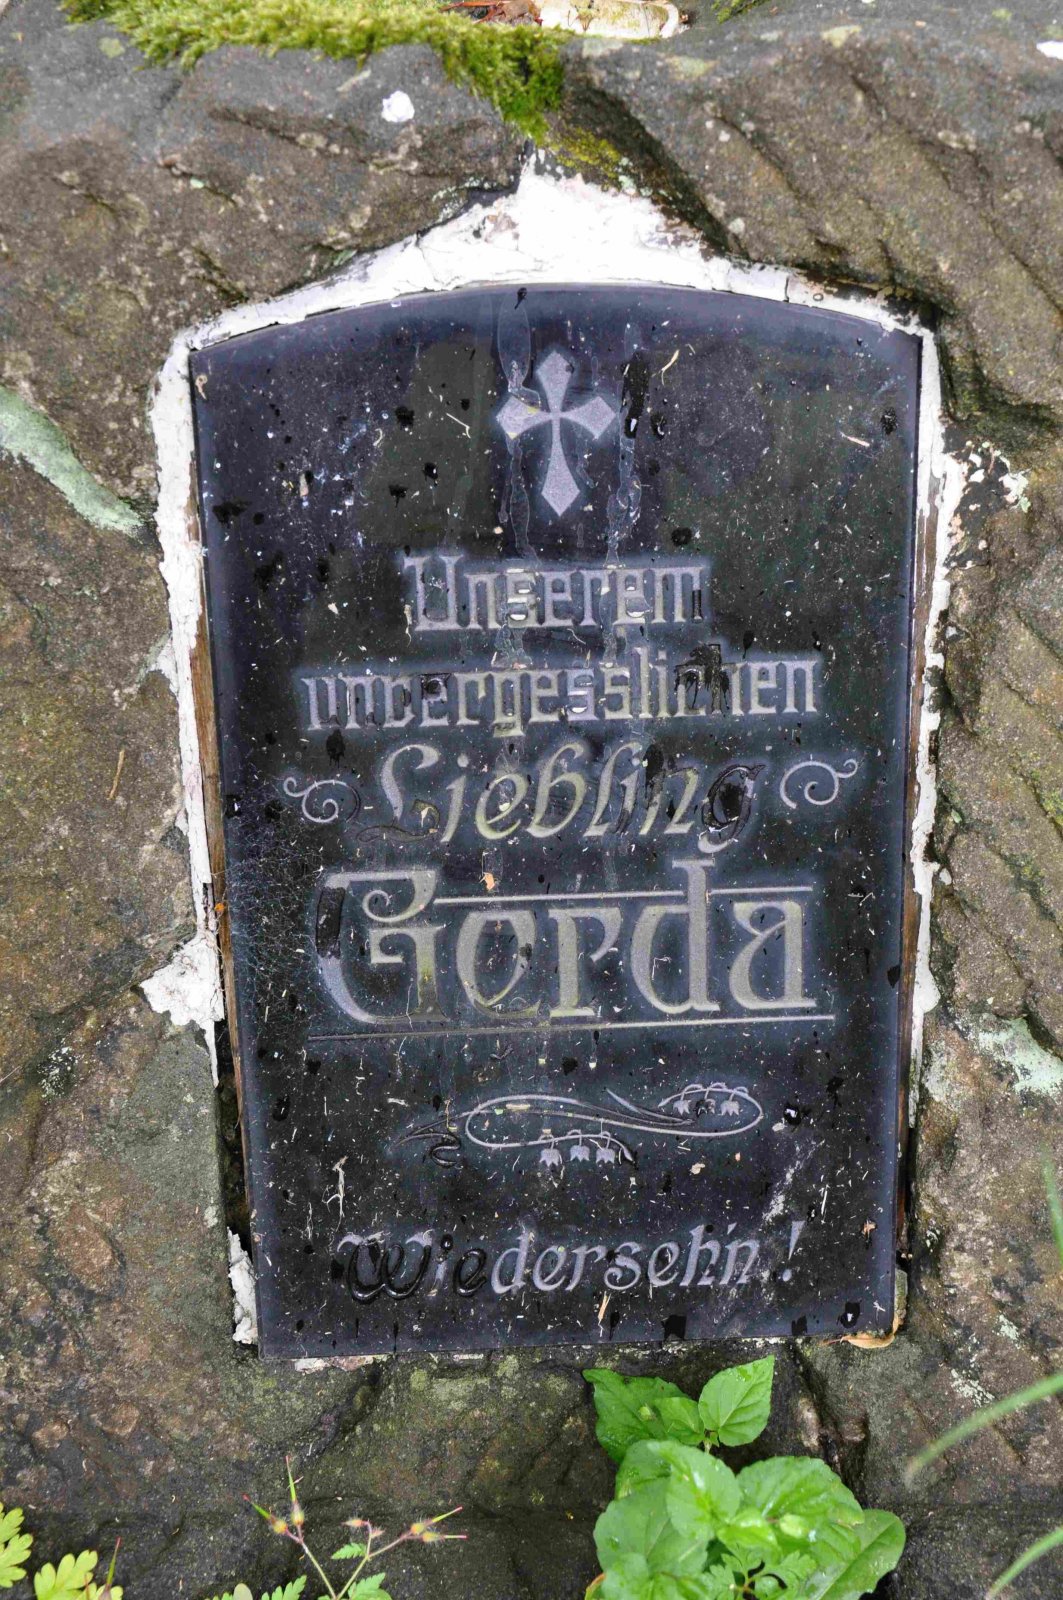 Unserem
unvergesslichen
Liebling
Gerda
Wiedersehn!